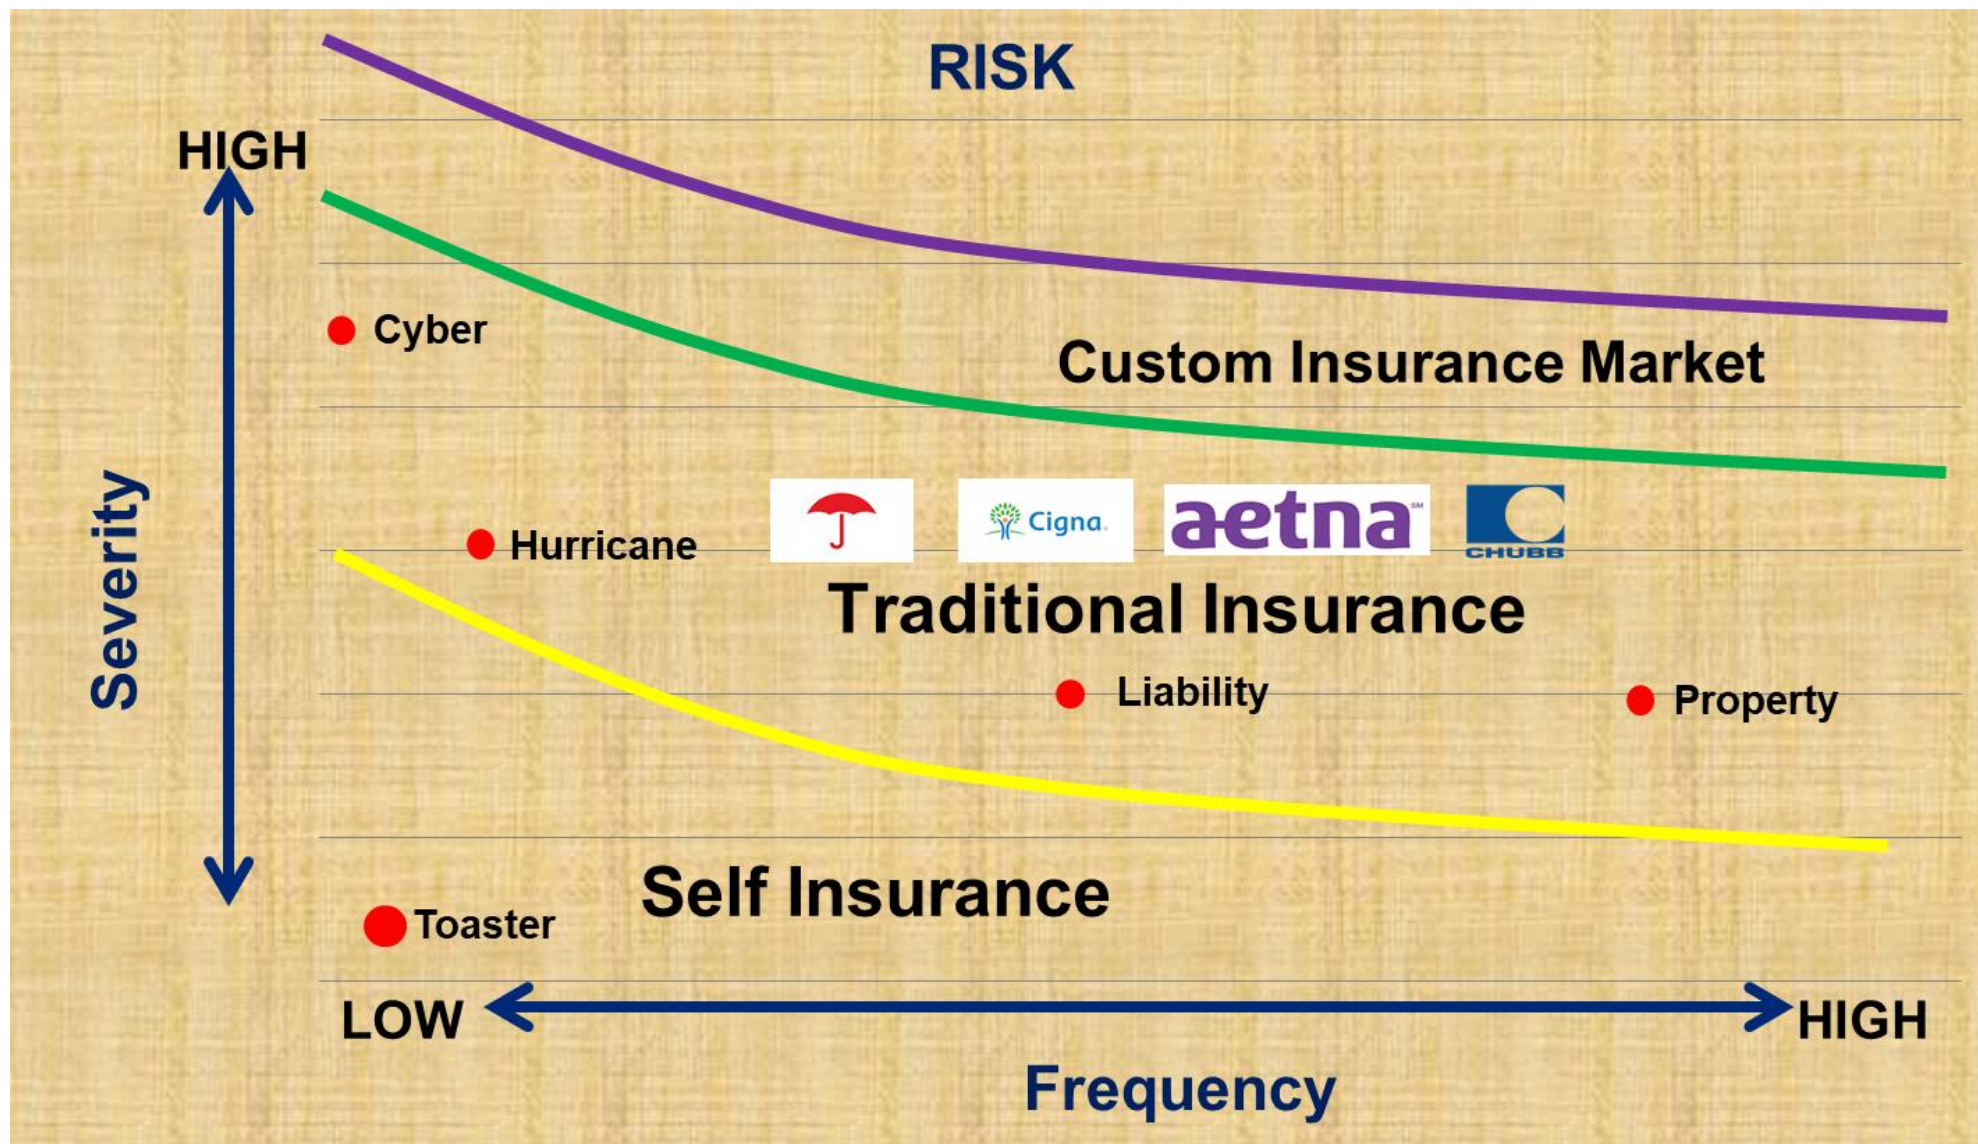 RISK
HIGH
Cyber
Custom Insurance Market
Severity
Hurricane
Cigna.
aetna℠
CHUBB
Traditional Insurance
Liability
Property
Self Insurance
Toaster
LOW
HIGH
Frequency